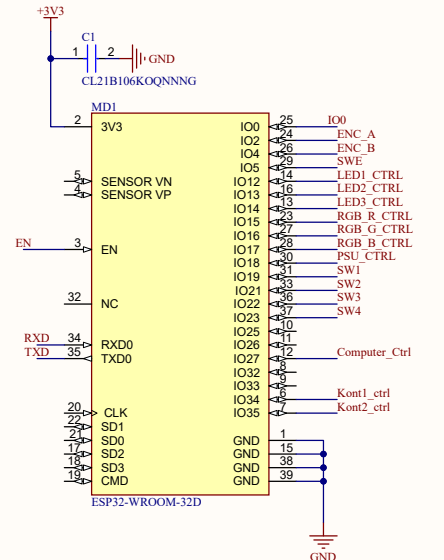 +3V3
C1
1 2 GND
CL21B106KOQNNNG
MD1
2 3V3 IO0 25 IO0
IO2 24 ENC_A
IO4 26 ENC_B
IO5 29 SWE
5 SENSOR VN IO12 14 LED1_CTRL
4 SENSOR VP IO13 16 LED2_CTRL
IO14 13 LED3_CTRL
IO15 23 RGB_R_CTRL
IO16 27 RGB_G_CTRL
EN 3 EN IO17 28 RGB_B_CTRL
IO18 30 PSU_CTRL
IO19 31 SW1
IO21 33 SW2
32 NC IO22 36 SW3
IO23 37 SW4
IO25 10
RXD 34 RXD0 IO26 11
TXD 35 TXD0 IO27 12 Computer_Ctrl
IO32 8
IO33 9
IO34 6 Kont1_ctrl
20 CLK IO35 7 Kont2_ctrl
22 SD1
21 SD0 GND 1
17 SD2 GND 15
18 SD3 GND 38
19 CMD GND 39
ESP32-WROOM-32D
GND